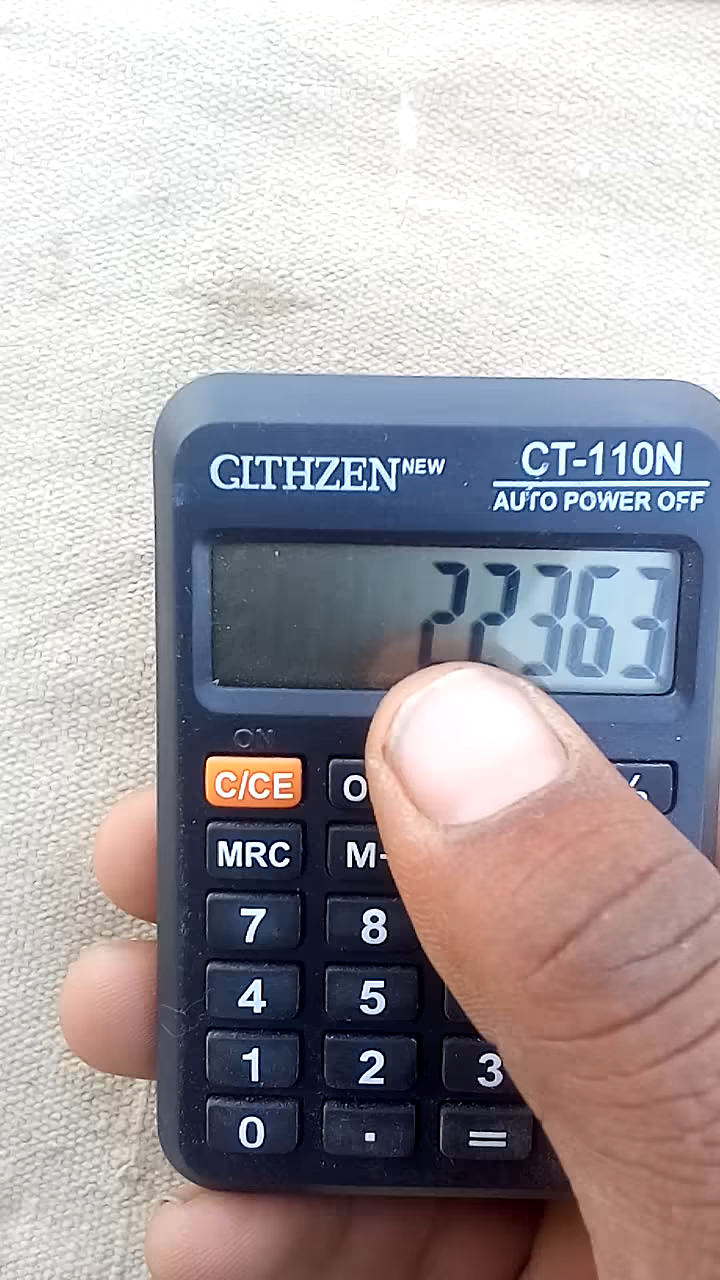 GITHZEN NEW
CT-110N
AUTO POWER OFF
22363
ON
C/CE
MRC M-
7 8
4 5
1 2 3
0 . =